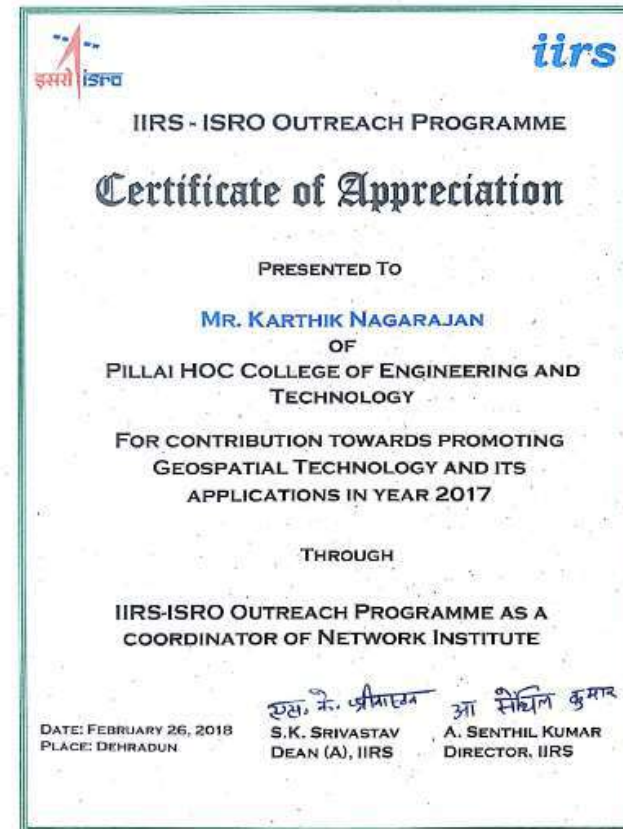 इसरो isro
iirs
IIRS - ISRO OUTREACH PROGRAMME
Certificate of Appreciation
PRESENTED TO
MR. KARTHIK NAGARAJAN
OF
PILLAI HOC COLLEGE OF ENGINEERING AND
TECHNOLOGY
FOR CONTRIBUTION TOWARDS PROMOTING
GEOSPATIAL TECHNOLOGY AND ITS
APPLICATIONS IN YEAR 2017
THROUGH
IIRS-ISRO OUTREACH PROGRAMME AS A
COORDINATOR OF NETWORK INSTITUTE
एस. के. श्रीवास्तव
आ सेंथिल कुमार
DATE: FEBRUARY 26, 2018
PLACE: DEHRADUN
S.K. SRIVASTAV
DEAN (A), IIRS
A. SENTHIL KUMAR
DIRECTOR, IIRS